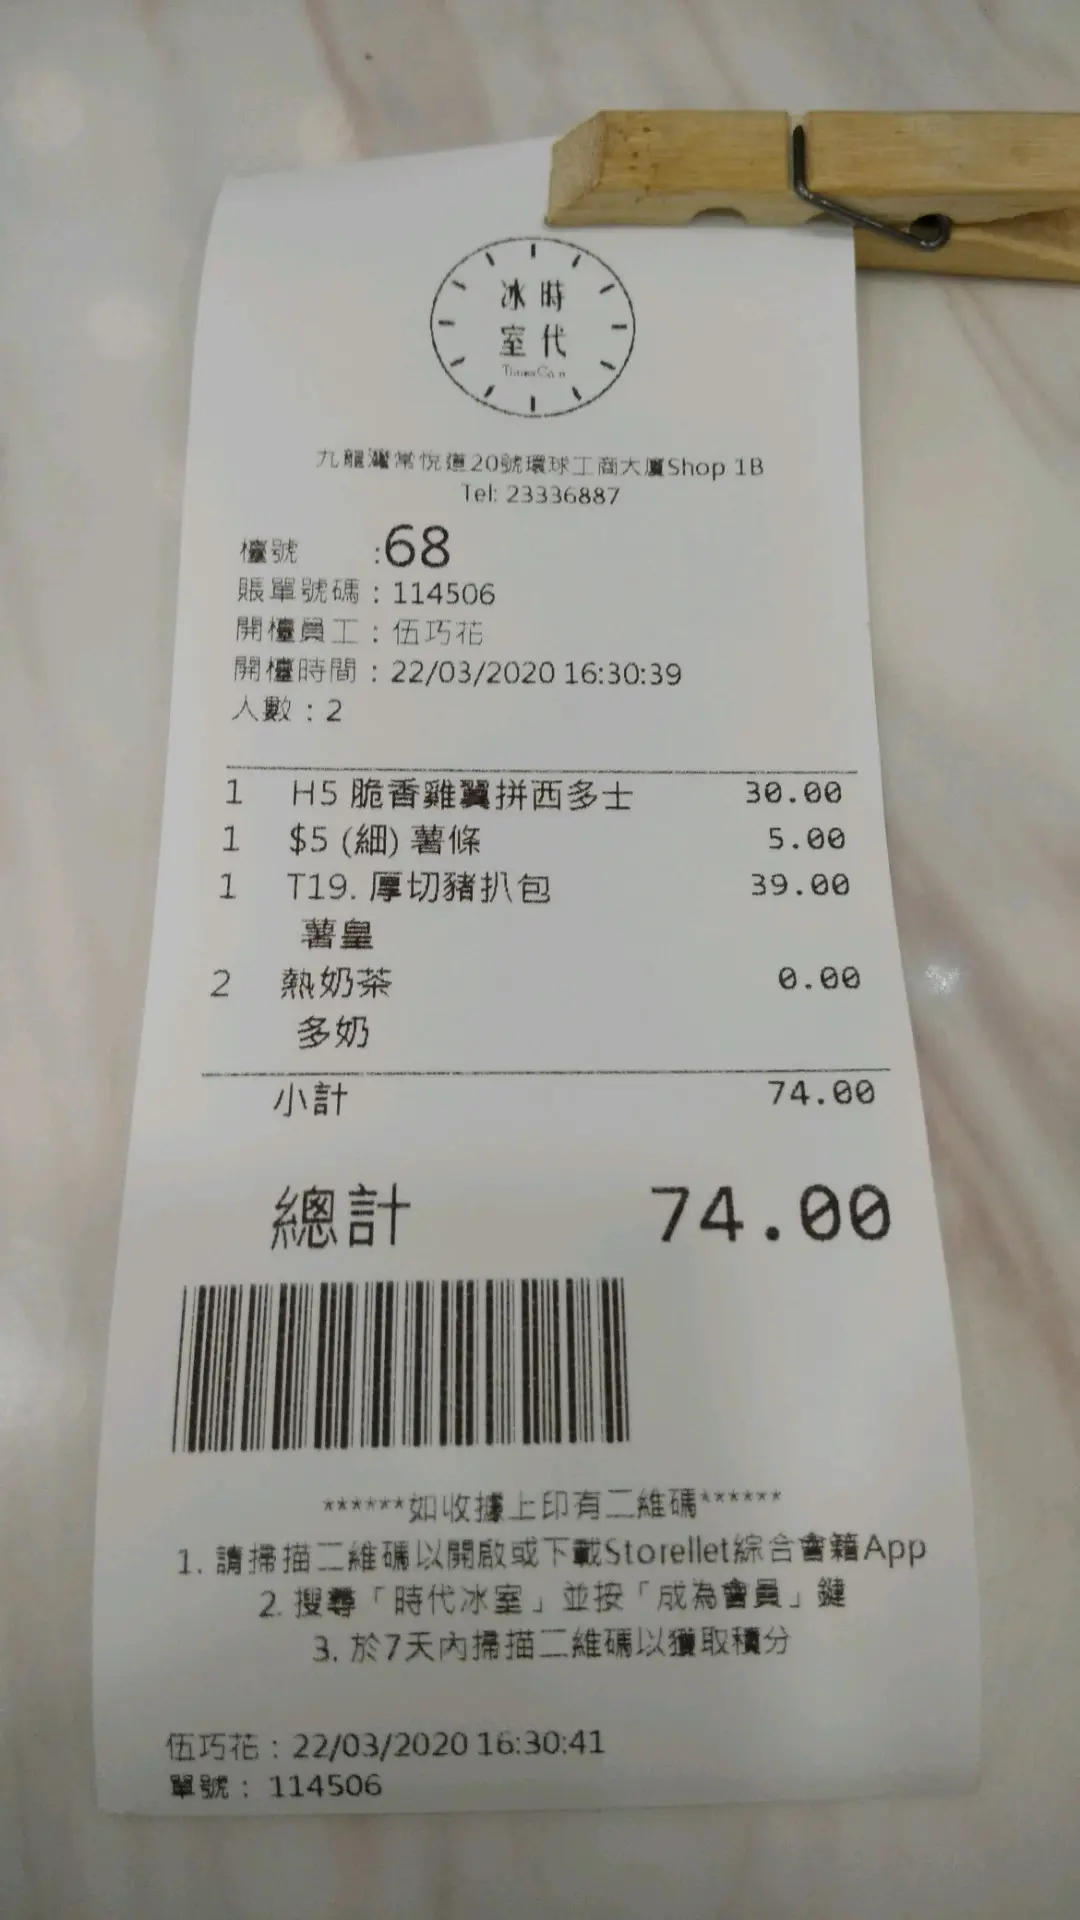 時代
冰室
九龍灣常悅道20號環球工商大廈Shop 1B
Tel: 23336887
檯號 :68
賬單號碼 : 114506
開檯員工 : 伍巧花
開檯時間 : 22/03/2020 16:30:39
人數 : 2
1 H5 脆香雞翼拼西多士 30.00
1 $5 (細) 薯條 5.00
1 T19. 厚切豬扒包 39.00
薯皇
2 熱奶茶 0.00
多奶
小計 74.00
總計 74.00
******如收據上印有二維碼******
1. 請掃描二維碼以開啟或下載Storellet綜合會籍App
2. 搜尋「時代冰室」並按「成為會員」鍵
3. 於7天內掃描二維碼以獲取積分
伍巧花 : 22/03/2020 16:30:41
單號 : 114506